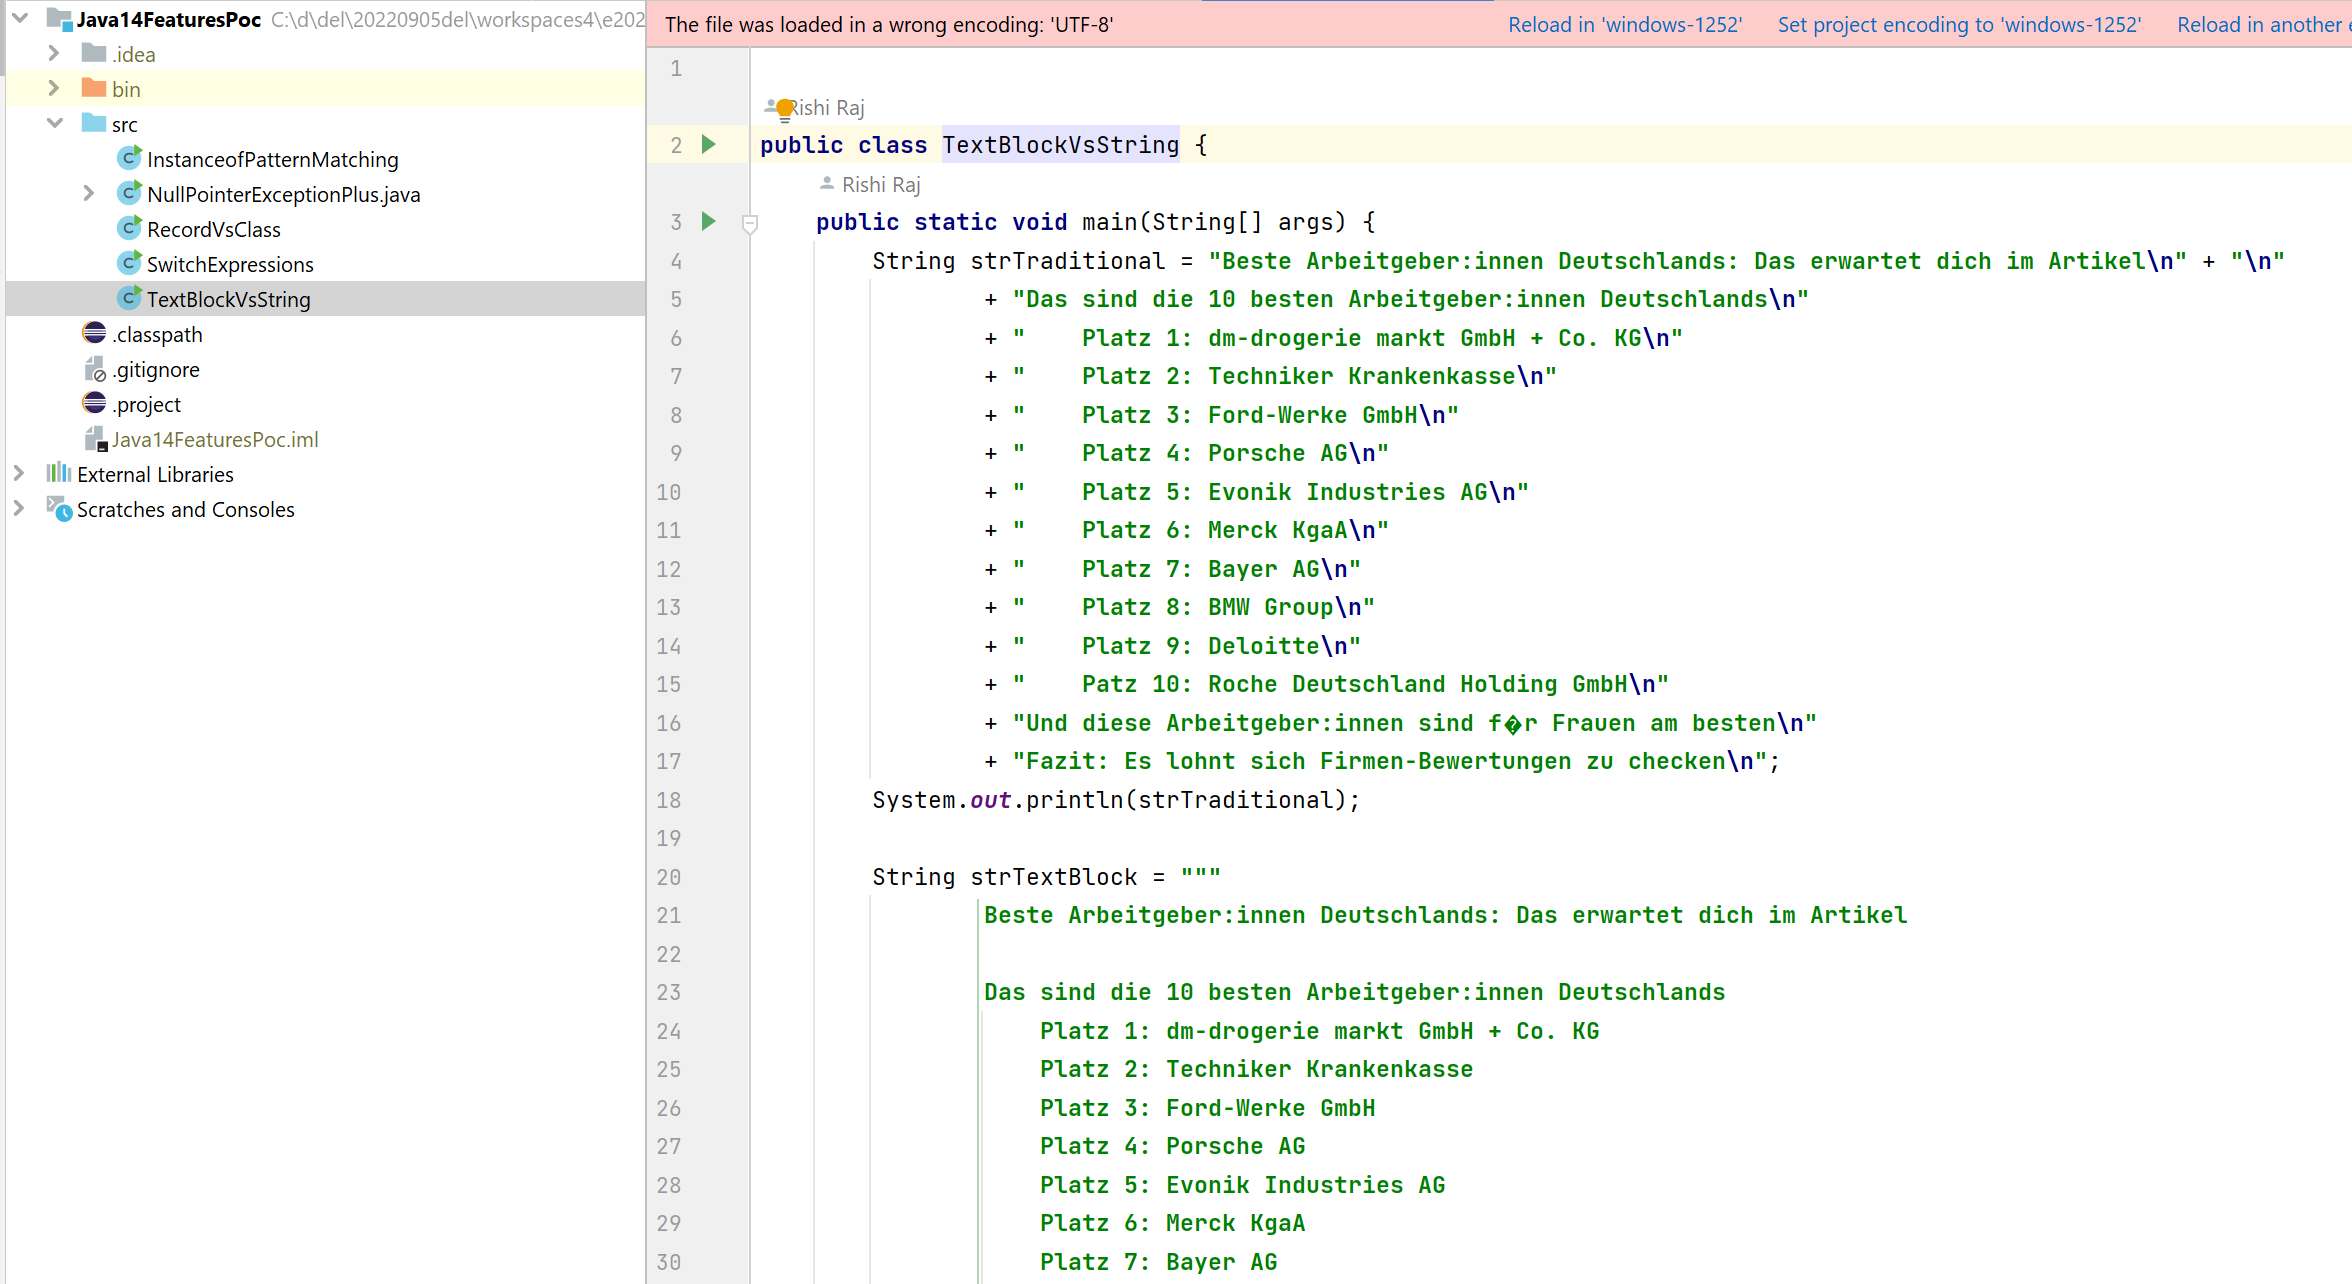 Java14FeaturesPoc C:\d\del\20220905del\workspaces4\e202
.idea
bin
src
InstanceofPatternMatching
NullPointerExceptionPlus.java
RecordVsClass
SwitchExpressions
TextBlockVsString
.classpath
.gitignore
.project
Java14FeaturesPoc.iml
External Libraries
Scratches and Consoles
The file was loaded in a wrong encoding: 'UTF-8' Reload in 'windows-1252' Set project encoding to 'windows-1252' Reload in another
1
Rishi Raj
2 public class TextBlockVsString {
Rishi Raj
3 public static void main(String[] args) {
4 String strTraditional = "Beste Arbeitgeber:innen Deutschlands: Das erwartet dich im Artikel\n" + "\n"
5 + "Das sind die 10 besten Arbeitgeber:innen Deutschlands\n"
6 + "    Platz 1: dm-drogerie markt GmbH + Co. KG\n"
7 + "    Platz 2: Techniker Krankenkasse\n"
8 + "    Platz 3: Ford-Werke GmbH\n"
9 + "    Platz 4: Porsche AG\n"
10 + "    Platz 5: Evonik Industries AG\n"
11 + "    Platz 6: Merck KgaA\n"
12 + "    Platz 7: Bayer AG\n"
13 + "    Platz 8: BMW Group\n"
14 + "    Platz 9: Deloitte\n"
15 + "    Patz 10: Roche Deutschland Holding GmbH\n"
16 + "Und diese Arbeitgeber:innen sind f�r Frauen am besten\n"
17 + "Fazit: Es lohnt sich Firmen-Bewertungen zu checken\n";
18 System.out.println(strTraditional);
19
20 String strTextBlock = """
21 Beste Arbeitgeber:innen Deutschlands: Das erwartet dich im Artikel
22
23 Das sind die 10 besten Arbeitgeber:innen Deutschlands
24 Platz 1: dm-drogerie markt GmbH + Co. KG
25 Platz 2: Techniker Krankenkasse
26 Platz 3: Ford-Werke GmbH
27 Platz 4: Porsche AG
28 Platz 5: Evonik Industries AG
29 Platz 6: Merck KgaA
30 Platz 7: Bayer AG